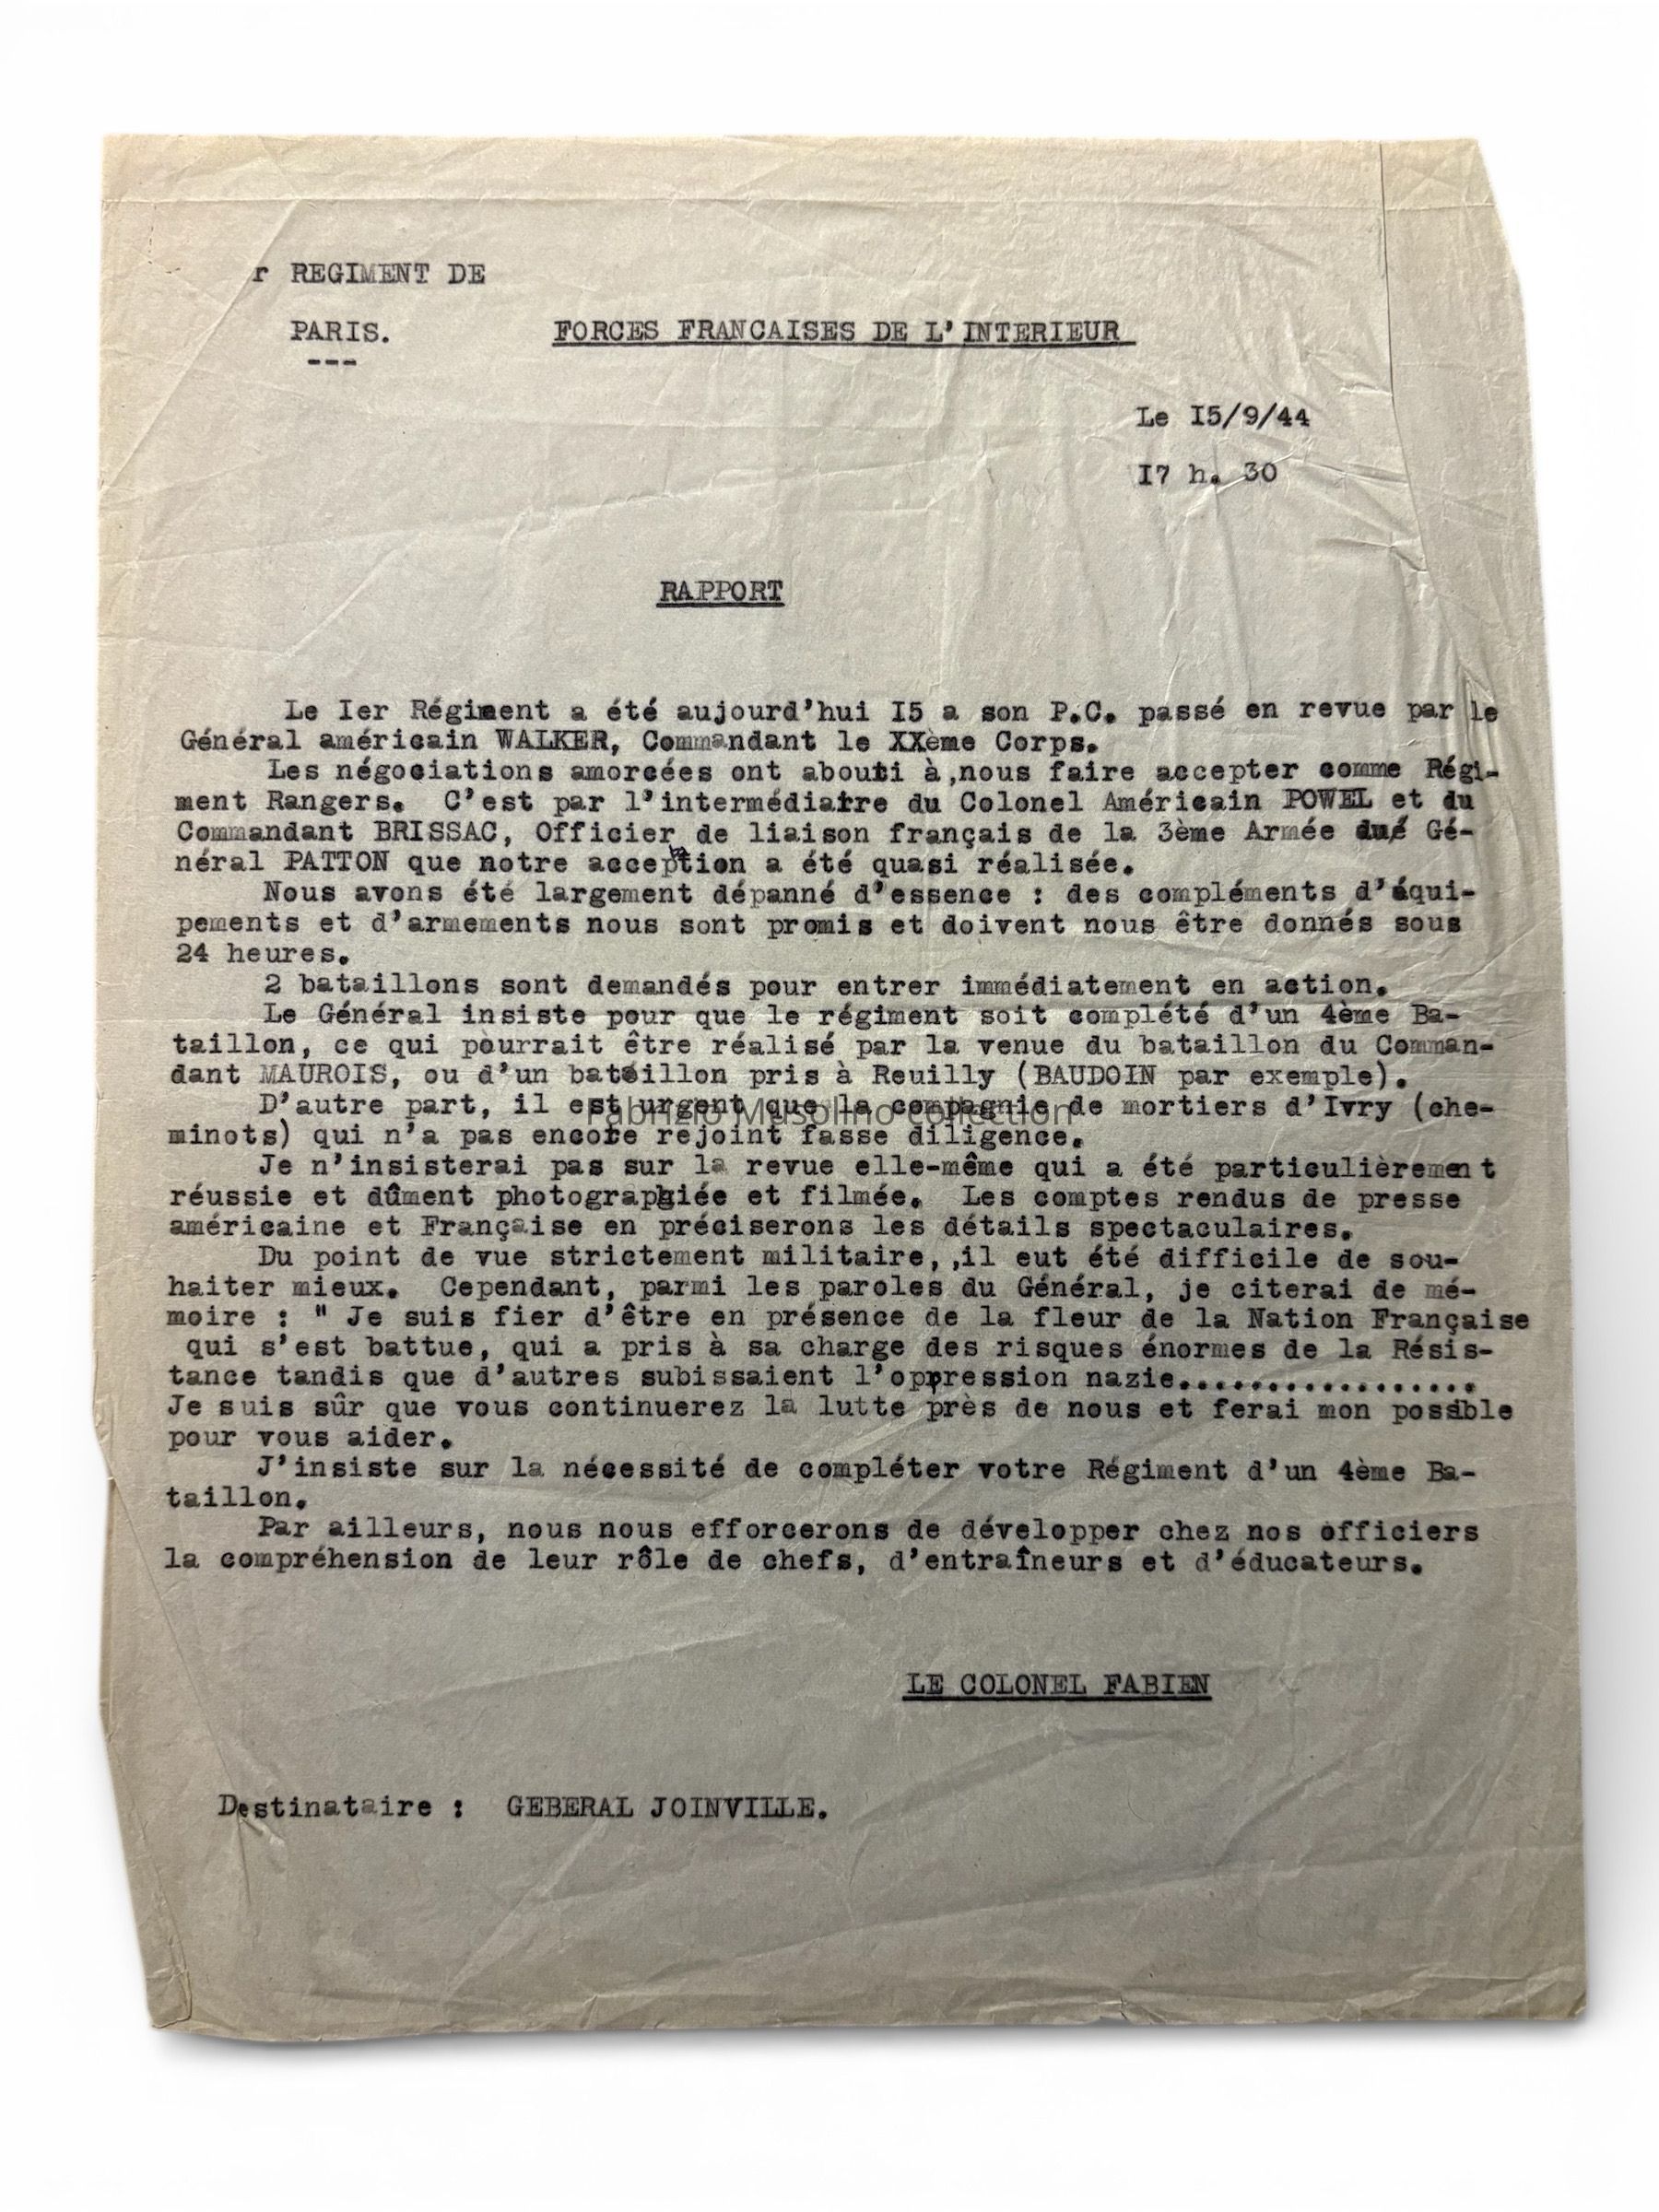 r REGIMENT DE
PARIS.
---
FORCES FRANCAISES DE L'INTERIEUR
Le I5/9/44
I7 h. 30
RAPPORT
Le Ier Régiment a été aujourd'hui I5 a son P.C. passé en revue par le
Général américain WALKER, Commandant le XXème Corps.
Les négociations amorcées ont abouti à,nous faire accepter comme Régi-
ment Rangers. C'est par l'intermédiaire du Colonel Américain POWEL et du
Commandant BRISSAC, Officier de liaison français de la 3ème Armée du Gé-
néral PATTON que notre acception a été quasi réalisée.
Nous avons été largement dépanné d'essence : des compléments d'équi-
pements et d'armements nous sont promis et doivent nous être donnés sous
24 heures.
2 bataillons sont demandés pour entrer immédiatement en action.
Le Général insiste pour que le régiment soit complété d'un 4ème Ba-
taillon, ce qui pourrait être réalisé par la venue du bataillon du Comman-
dant MAUROIS, ou d'un bataillon pris à Reuilly (BAUDOIN par exemple).
D'autre part, il est urgent que la compagnie de mortiers d'Ivry (che-
Fabrizio Musolino collection
minots) qui n'a pas encore rejoint fasse diligence.
Je n'insisterai pas sur la revue elle-même qui a été particulièrement
réussie et dûment photographiée et filmée. Les comptes rendus de presse
américaine et Française en préciserons les détails spectaculaires.
Du point de vue strictement militaire,,il eut été difficile de sou-
haiter mieux. Cependant, parmi les paroles du Général, je citerai de mé-
moire : " Je suis fier d'être en présence de la fleur de la Nation Française
qui s'est battue, qui a pris à sa charge des risques énormes de la Résis-
tance tandis que d'autres subissaient l'oppression nazie.................
Je suis sûr que vous continuerez la lutte près de nous et ferai mon possible
pour vous aider.
J'insiste sur la nécessité de compléter votre Régiment d'un 4ème Ba-
taillon.
Par ailleurs, nous nous efforcerons de développer chez nos officiers
la compréhension de leur rôle de chefs, d'entraîneurs et d'éducateurs.
LE COLONEL FABIEN
Destinataire : GEBERAL JOINVILLE.